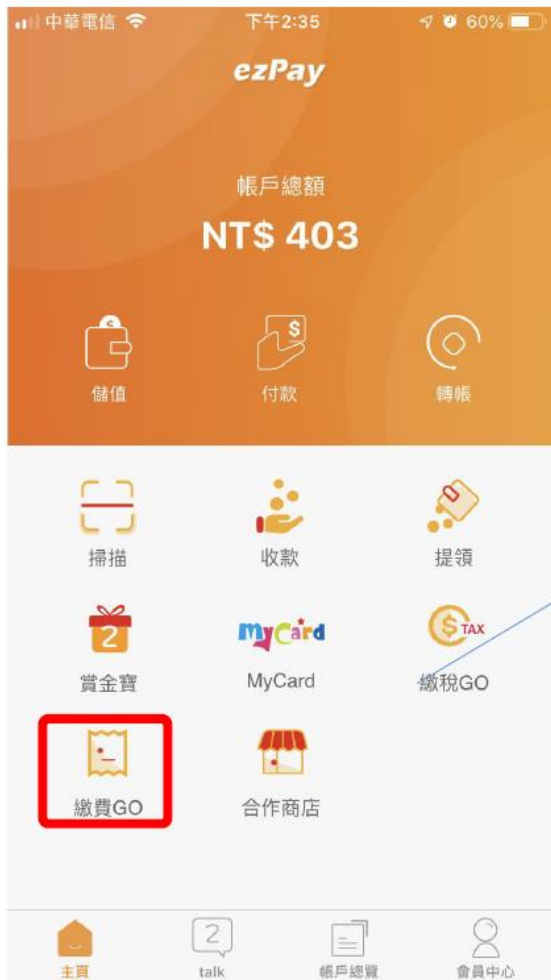 中華電信 下午2:35 60%
ezPay
帳戶總額
NT$ 403
儲值 付款 轉帳
掃描 收款 提領
2 MyCard $ TAX
賞金寶 MyCard 繳稅GO
繳費GO 合作商店
2
主頁 talk 帳戶總覽 會員中心